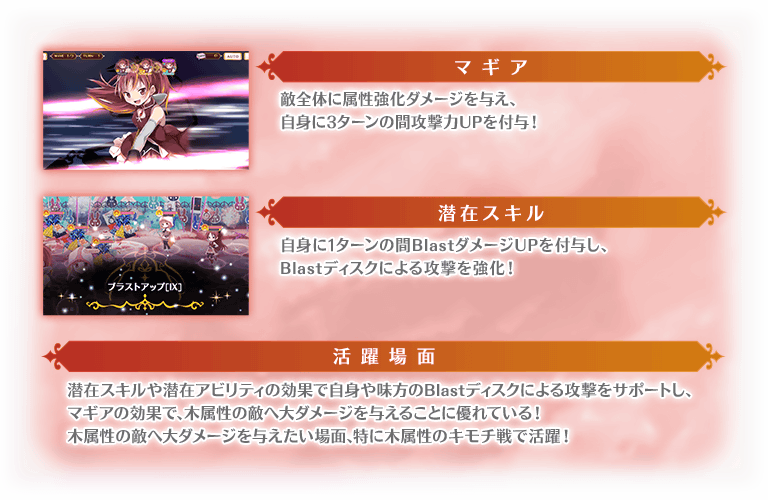 マギア
敵全体に属性強化ダメージを与え、
自身に3ターンの間攻撃力UPを付与！
潜在スキル
自身に1ターンの間BlastダメージUPを付与し、
Blastディスクによる攻撃を強化！
ブラストアップ[Ⅸ]
活躍場面
潜在スキルや潜在アビリティの効果で自身や味方のBlastディスクによる攻撃をサポートし、
マギアの効果で、木属性の敵へ大ダメージを与えることに優れている！
木属性の敵へ大ダメージを与えたい場面、特に木属性のキモチ戦で活躍！